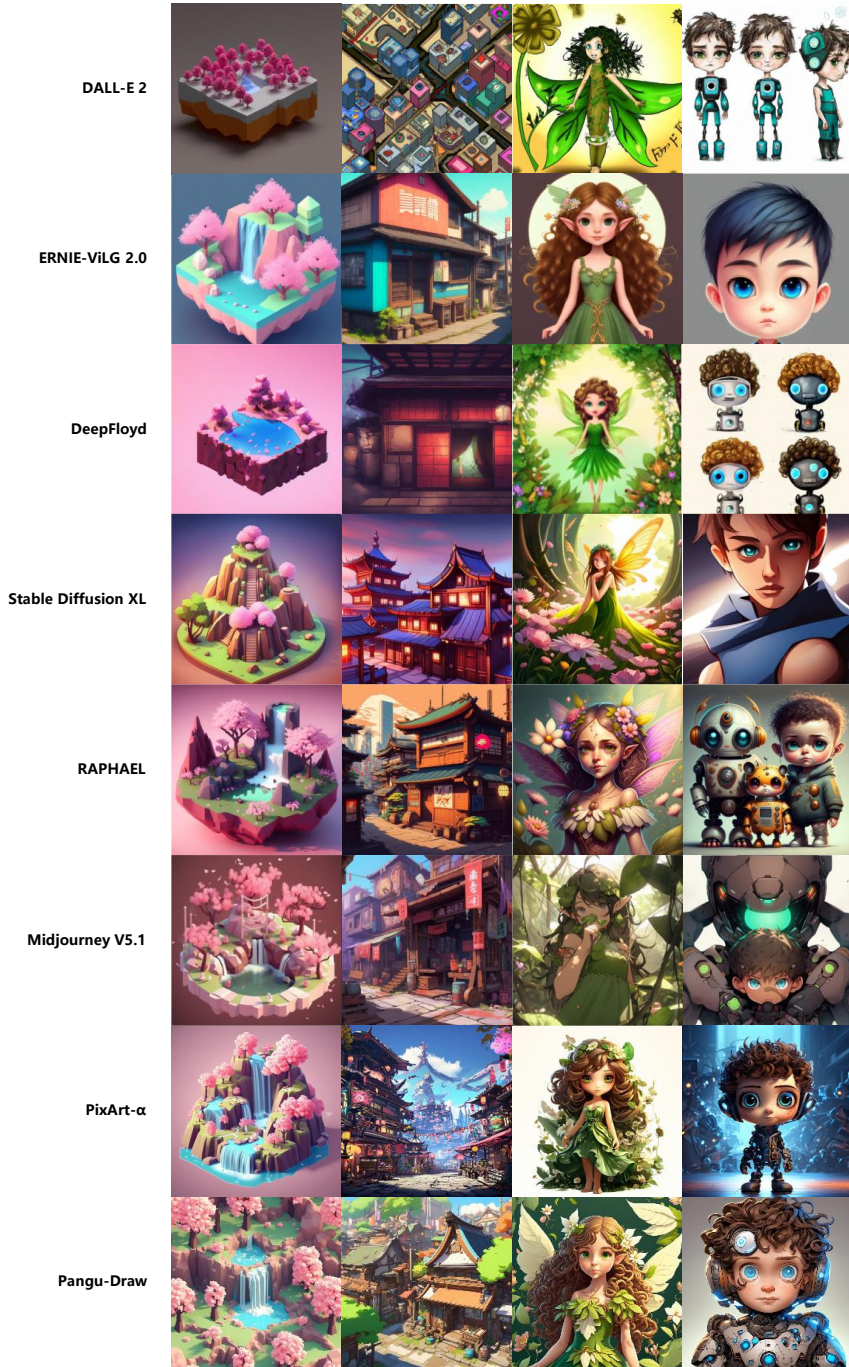 DALL-E 2
ERNIE-ViLG 2.0
DeepFloyd
Stable Diffusion XL
RAPHAEL
Midjourney V5.1
PixArt-α
Pangu-Draw